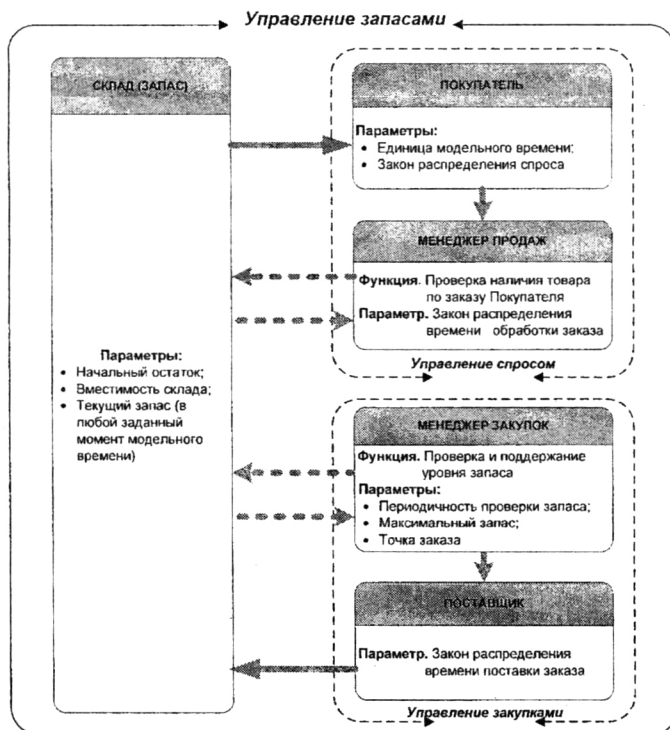 Управление запасами
СКЛАД (ЗАПАС)
Параметры:
• Начальный остаток;
• Вместимость склада;
• Текущий запас (в
любой заданный
момент модельного
времени)
ПОКУПАТЕЛЬ
Параметры:
• Единица модельного времени;
• Закон распределения спроса
МЕНЕДЖЕР ПРОДАЖ
Функция. Проверка наличия товара
по заказу Покупателя
Параметр. Закон распределения
времени обработки заказа
Управление спросом
МЕНЕДЖЕР ЗАКУПОК
Функция. Проверка и поддержание
уровня запаса
Параметры:
• Периодичность проверки запаса;
• Максимальный запас;
• Точка заказа
ПОСТАВЩИК
Параметр. Закон распределения
времени поставки заказа
Управление закупками